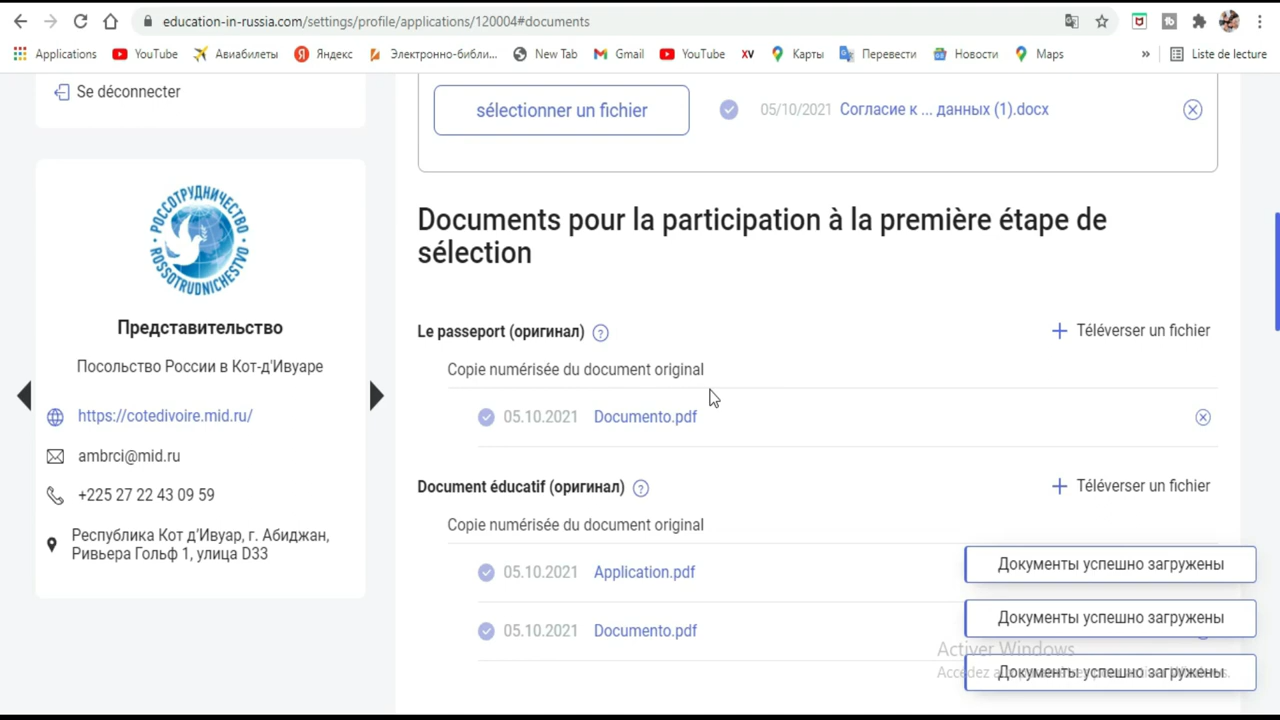 education-in-russia.com/settings/profile/applications/120004#documents
Applications
YouTube
Авиабилеты
Яндекс
Электронно-библи...
New Tab
Gmail
YouTube
XV
Карты
Перевести
Новости
Maps
»
Liste de lecture
Se déconnecter
РОССОТРУДНИЧЕСТВО
ROSSOTRUDNICHESTVO
Представительство
Посольство России в Кот-д'Ивуаре
https://cotedivoire.mid.ru/
ambrci@mid.ru
+225 27 22 43 09 59
Республика Кот д'Ивуар, г. Абиджан,
Ривьера Гольф 1, улица D33
sélectionner un fichier
05/10/2021 Согласие к ... данных (1).docx
Documents pour la participation à la première étape de
sélection
Le passeport (оригинал) ?
+ Téléverser un fichier
Copie numérisée du document original
05.10.2021 Documento.pdf
Document éducatif (оригинал) ?
+ Téléverser un fichier
Copie numérisée du document original
05.10.2021 Application.pdf
05.10.2021 Documento.pdf
Документы успешно загружены
Документы успешно загружены
Activer Windows
Accédez
Документы успешно загружены